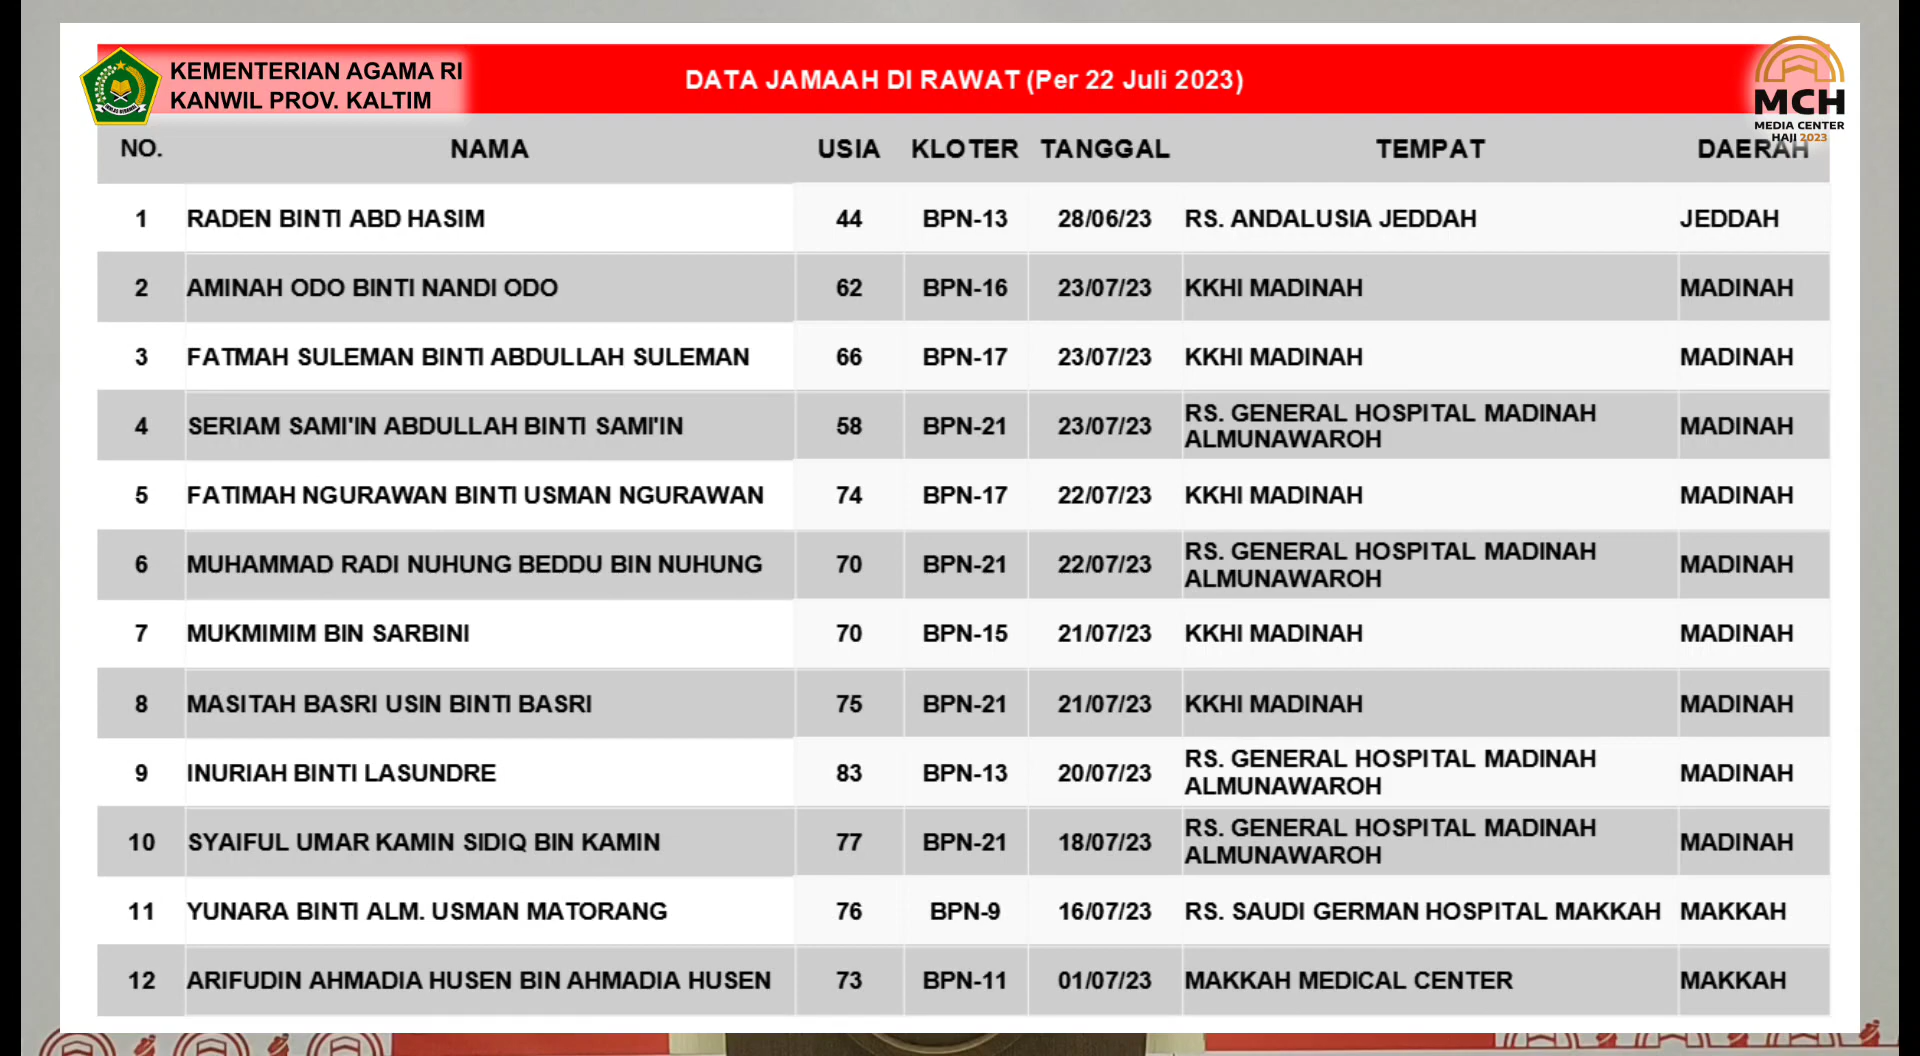 KEMENTERIAN AGAMA RI
KANWIL PROV. KALTIM
DATA JAMAAH DI RAWAT (Per 22 Juli 2023)
MCH
MEDIA CENTER
HAJI 2023
NO. NAMA USIA KLOTER TANGGAL TEMPAT DAERAH
1 RADEN BINTI ABD HASIM 44 BPN-13 28/06/23 RS. ANDALUSIA JEDDAH JEDDAH
2 AMINAH ODO BINTI NANDI ODO 62 BPN-16 23/07/23 KKHI MADINAH MADINAH
3 FATMAH SULEMAN BINTI ABDULLAH SULEMAN 66 BPN-17 23/07/23 KKHI MADINAH MADINAH
4 SERIAM SAMI'IN ABDULLAH BINTI SAMI'IN 58 BPN-21 23/07/23 RS. GENERAL HOSPITAL MADINAH
ALMUNAWAROH MADINAH
5 FATIMAH NGURAWAN BINTI USMAN NGURAWAN 74 BPN-17 22/07/23 KKHI MADINAH MADINAH
6 MUHAMMAD RADI NUHUNG BEDDU BIN NUHUNG 70 BPN-21 22/07/23 RS. GENERAL HOSPITAL MADINAH
ALMUNAWAROH MADINAH
7 MUKMIMIM BIN SARBINI 70 BPN-15 21/07/23 KKHI MADINAH MADINAH
8 MASITAH BASRI USIN BINTI BASRI 75 BPN-21 21/07/23 KKHI MADINAH MADINAH
9 INURIAH BINTI LASUNDRE 83 BPN-13 20/07/23 RS. GENERAL HOSPITAL MADINAH
ALMUNAWAROH MADINAH
10 SYAIFUL UMAR KAMIN SIDIQ BIN KAMIN 77 BPN-21 18/07/23 RS. GENERAL HOSPITAL MADINAH
ALMUNAWAROH MADINAH
11 YUNARA BINTI ALM. USMAN MATORANG 76 BPN-9 16/07/23 RS. SAUDI GERMAN HOSPITAL MAKKAH MAKKAH
12 ARIFUDIN AHMADIA HUSEN BIN AHMADIA HUSEN 73 BPN-11 01/07/23 MAKKAH MEDICAL CENTER MAKKAH